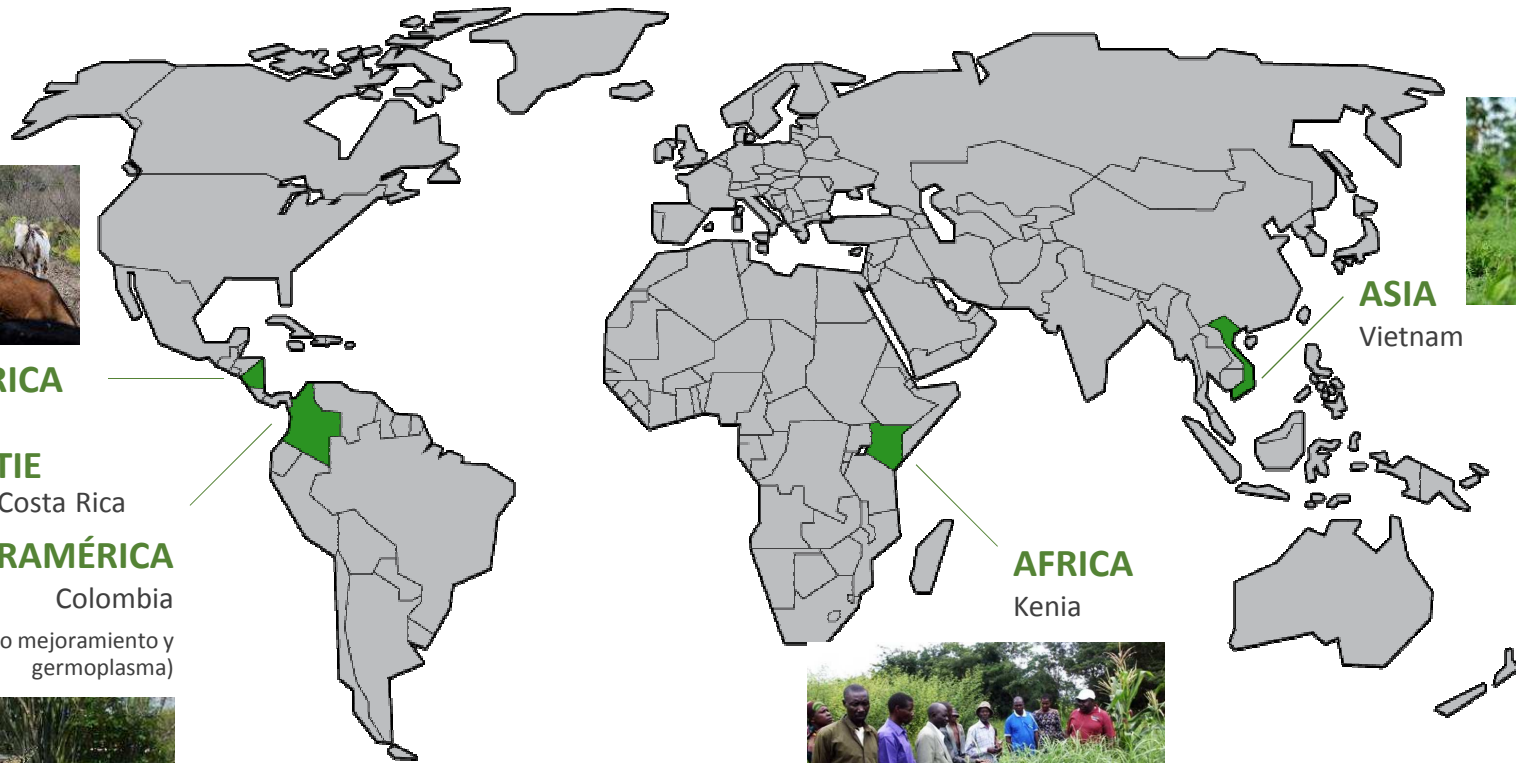 RICA
TIE
Costa Rica
RAMÉRICA
Colombia
o mejoramiento y
germoplasma)
AFRICA
Kenia
ASIA
Vietnam